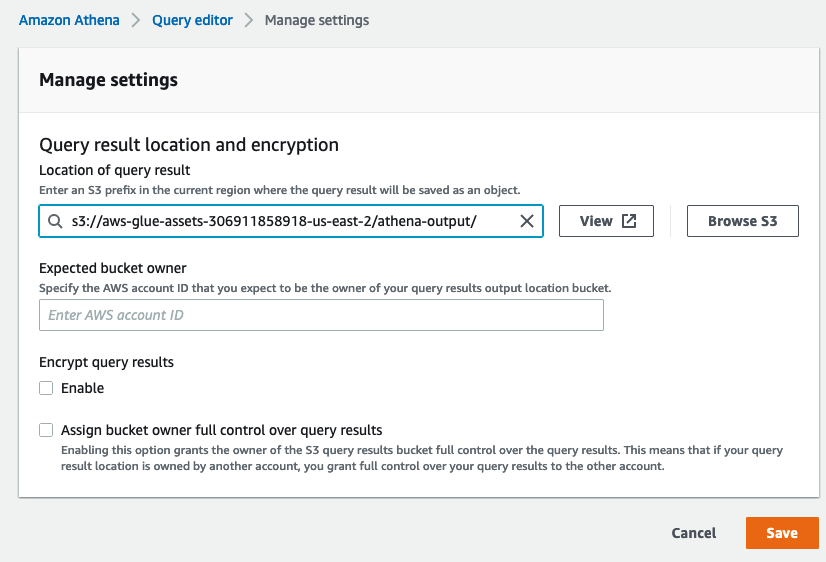 Amazon Athena > Query editor > Manage settings
Manage settings
Query result location and encryption
Location of query result
Enter an S3 prefix in the current region where the query result will be saved as an object.
s3://aws-glue-assets-306911858918-us-east-2/athena-output/
View
Browse S3
Expected bucket owner
Specify the AWS account ID that you expect to be the owner of your query results output location bucket.
Enter AWS account ID
Encrypt query results
Enable
Assign bucket owner full control over query results
Enabling this option grants the owner of the S3 query results bucket full control over the query results. This means that if your query
result location is owned by another account, you grant full control over your query results to the other account.
Cancel
Save